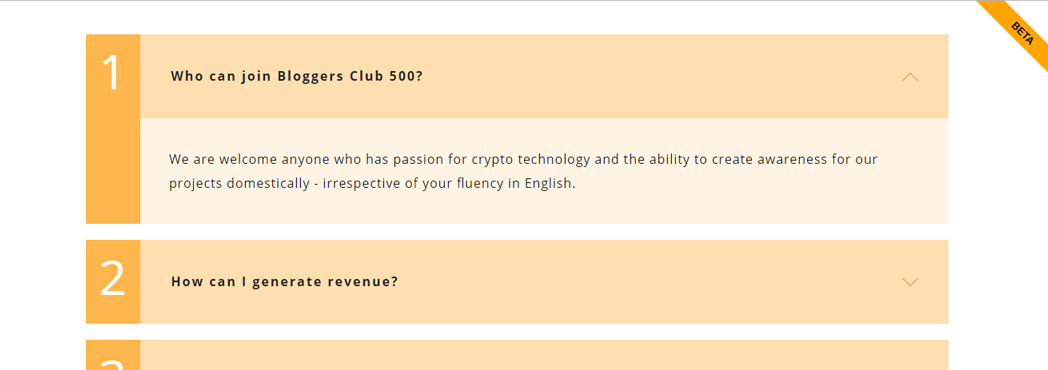 BETA
1
Who can join Bloggers Club 500?
We are welcome anyone who has passion for crypto technology and the ability to create awareness for our
projects domestically - irrespective of your fluency in English.
2
How can I generate revenue?